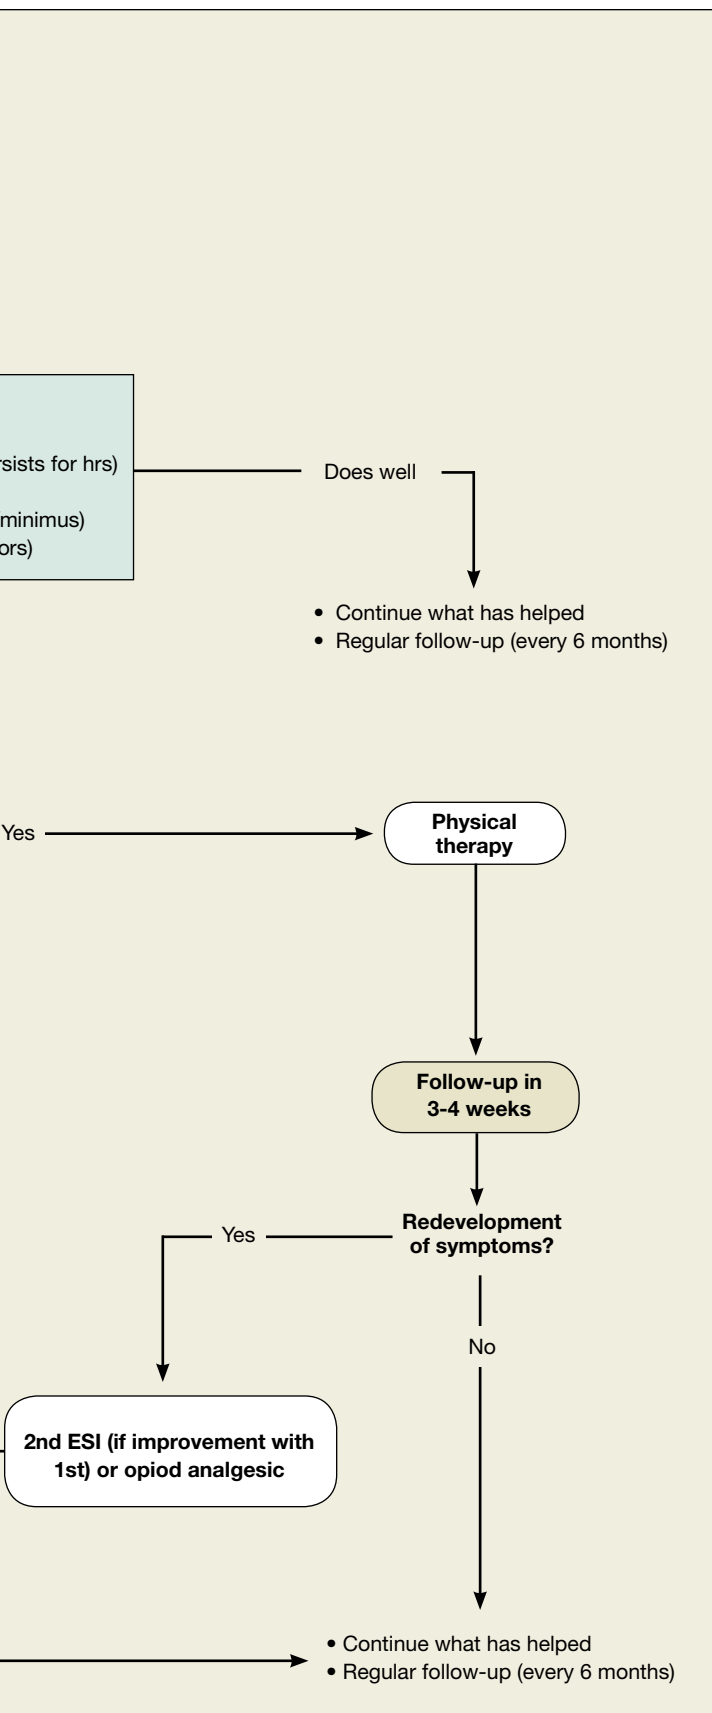 sists for hrs)
minimus)
ors)
Does well
• Continue what has helped
• Regular follow-up (every 6 months)
Yes
Physical
therapy
Follow-up in
3-4 weeks
Redevelopment
of symptoms?
Yes
No
2nd ESI (if improvement with
1st) or opiod analgesic
• Continue what has helped
• Regular follow-up (every 6 months)